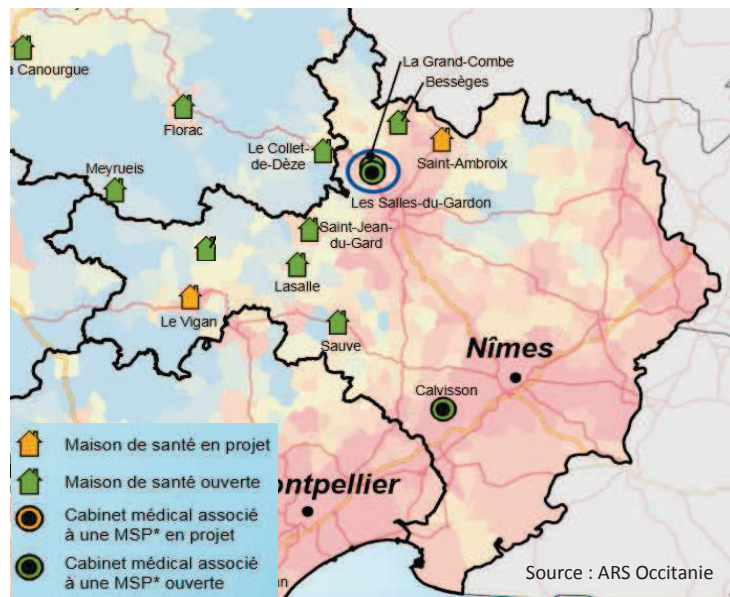 La Grand-Combe
Bessèges
Canourgue
Florac
Le Collet-
de-Dèze
Saint-Ambroix
Meyrueis
Les Salles-du-Gardon
Saint-Jean-
du-Gard
Lasalle
Le Vigan
Sauve
Nîmes
Calvisson
Maison de santé en projet
Maison de santé ouverte
ontpellier
Cabinet médical associé
à une MSP* en projet
Cabinet médical associé
à une MSP* ouverte
Source : ARS Occitanie